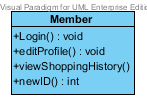 Visual Paradigm for UML Enterprise Editi
Member
+Login() : void
+editProfile() : void
+viewShoppingHistory()
+newID() : int